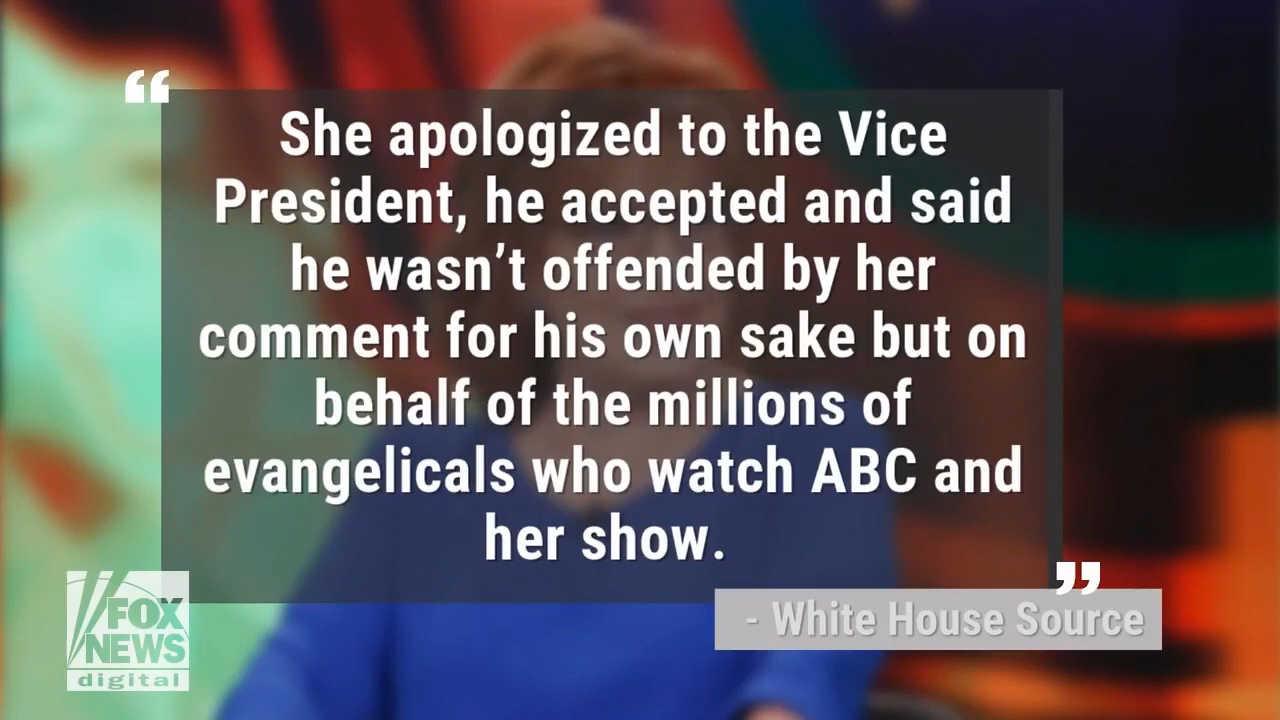 “
She apologized to the Vice
President, he accepted and said
he wasn’t offended by her
comment for his own sake but on
behalf of the millions of
evangelicals who watch ABC and
her show.
”
- White House Source
FOX
NEWS
digital